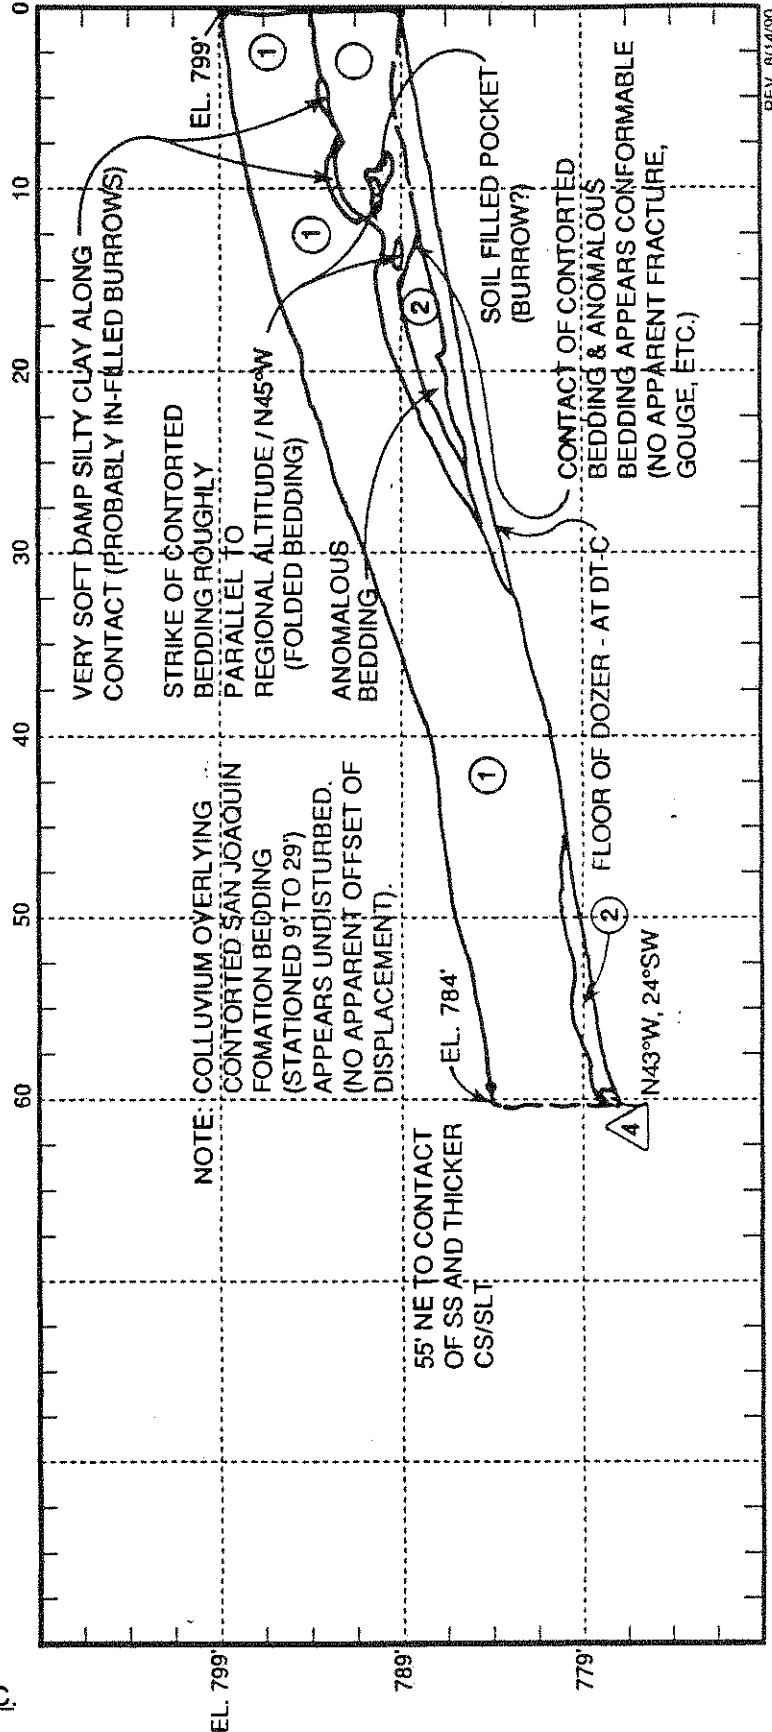 0
10
20
30
40
50
60
EL. 799'
789'
779'
VERY SOFT DAMP SILTY CLAY ALONG
CONTACT (PROBABLY IN-FILLED BURROWS)
EL. 799'
STRIKE OF CONTORTED
BEDDING ROUGHLY
PARALLEL TO
REGIONAL ALTITUDE / N45°W
(FOLDED BEDDING)
ANOMALOUS
BEDDING
NOTE: COLLUVIUM OVERLYING
CONTORTED SAN JOAQUIN
FOMATION BEDDING
(STATIONED 9' TO 29')
APPEARS UNDISTURBED.
(NO APPARENT OFFSET OF
DISPLACEMENT).
EL. 784'
55' NE TO CONTACT
OF SS AND THICKER
CS/SLT
1
1
1
2
2
4
N43°W, 24°SW
FLOOR OF DOZER - AT DT-C
SOIL FILLED POCKET
(BURROW?)
CONTACT OF CONTORTED
BEDDING & ANOMALOUS
BEDDING APPEARS CONFORMABLE
(NO APPARENT FRACTURE,
GOUGE, ETC.)
REV. 8/14/90